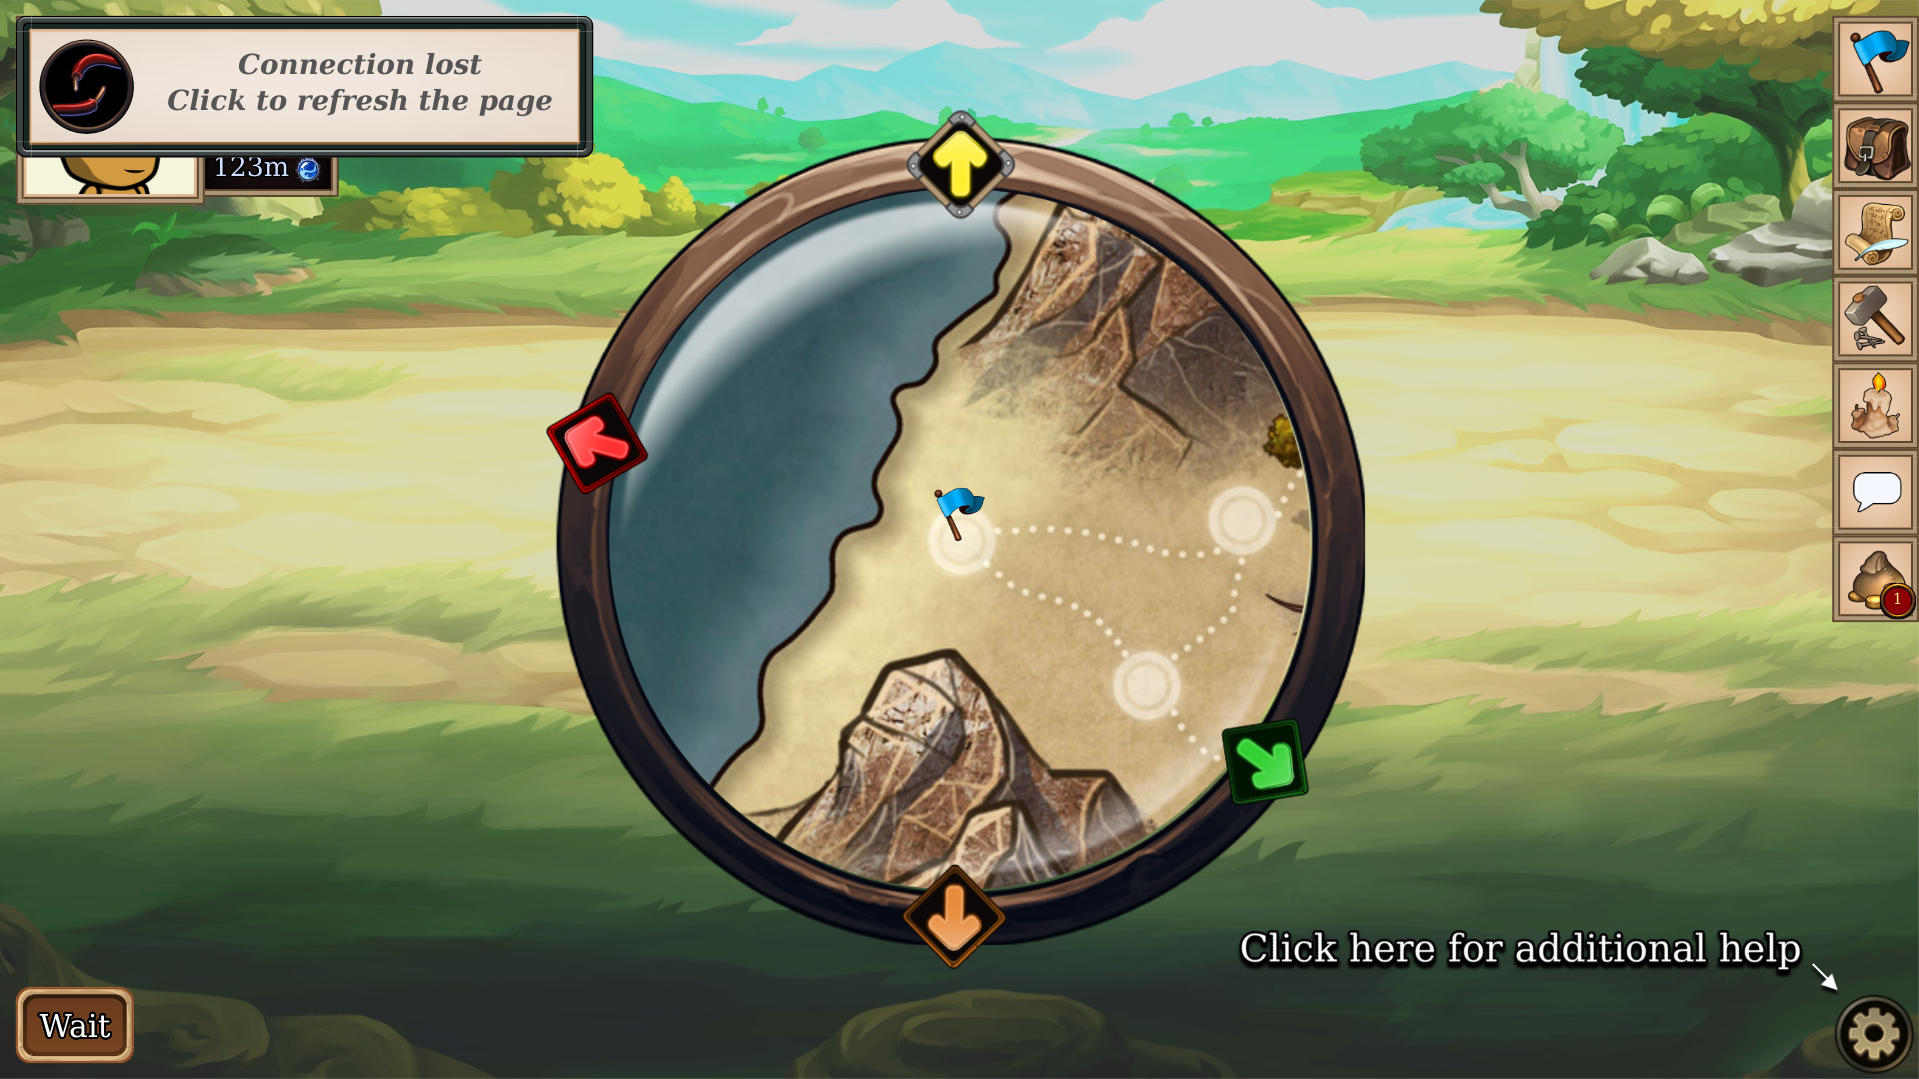 Connection lost
Click to refresh the page
123m
1
Click here for additional help
Wait